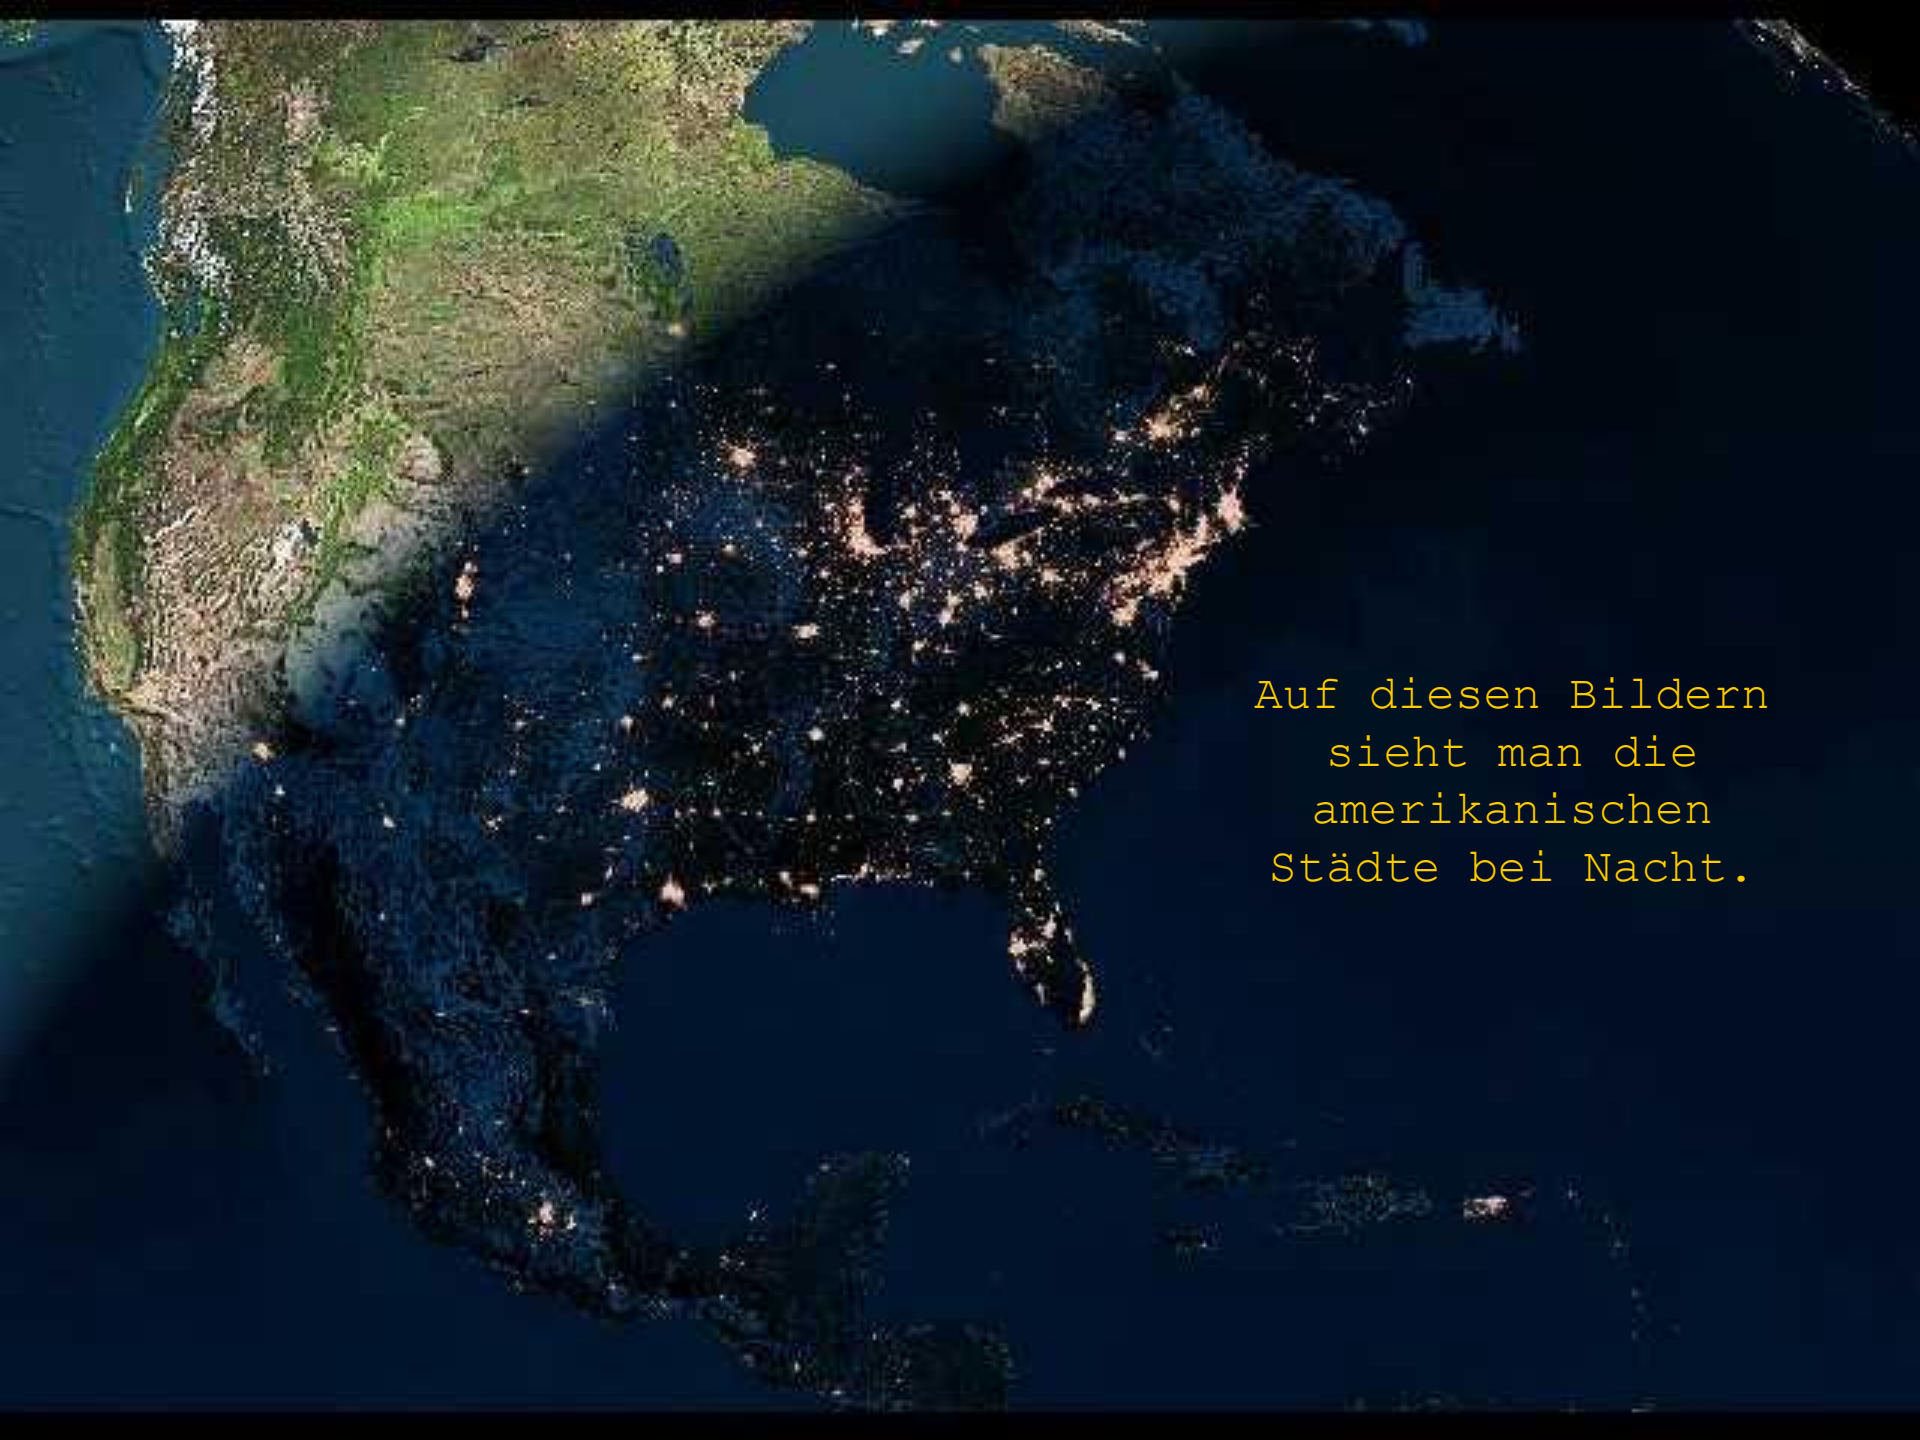 Auf diesen Bildern
sieht man die
amerikanischen
Städte bei Nacht.